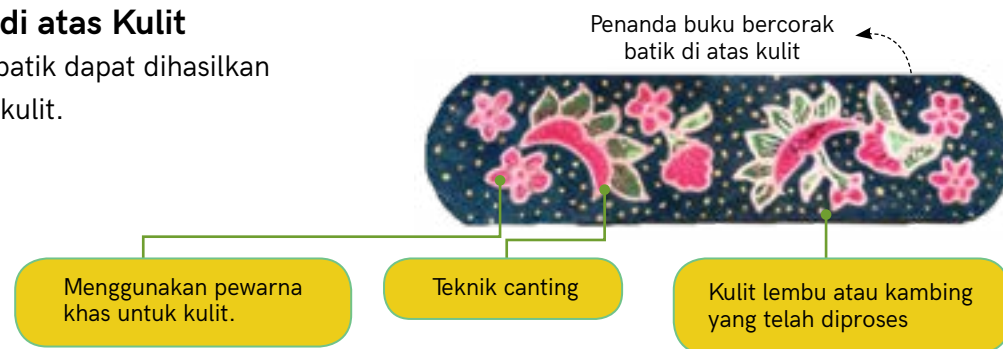 di atas Kulit
batik dapat dihasilkan
kulit.
Penanda buku bercorak
batik di atas kulit
Menggunakan pewarna
khas untuk kulit.
Teknik canting
Kulit lembu atau kambing
yang telah diproses